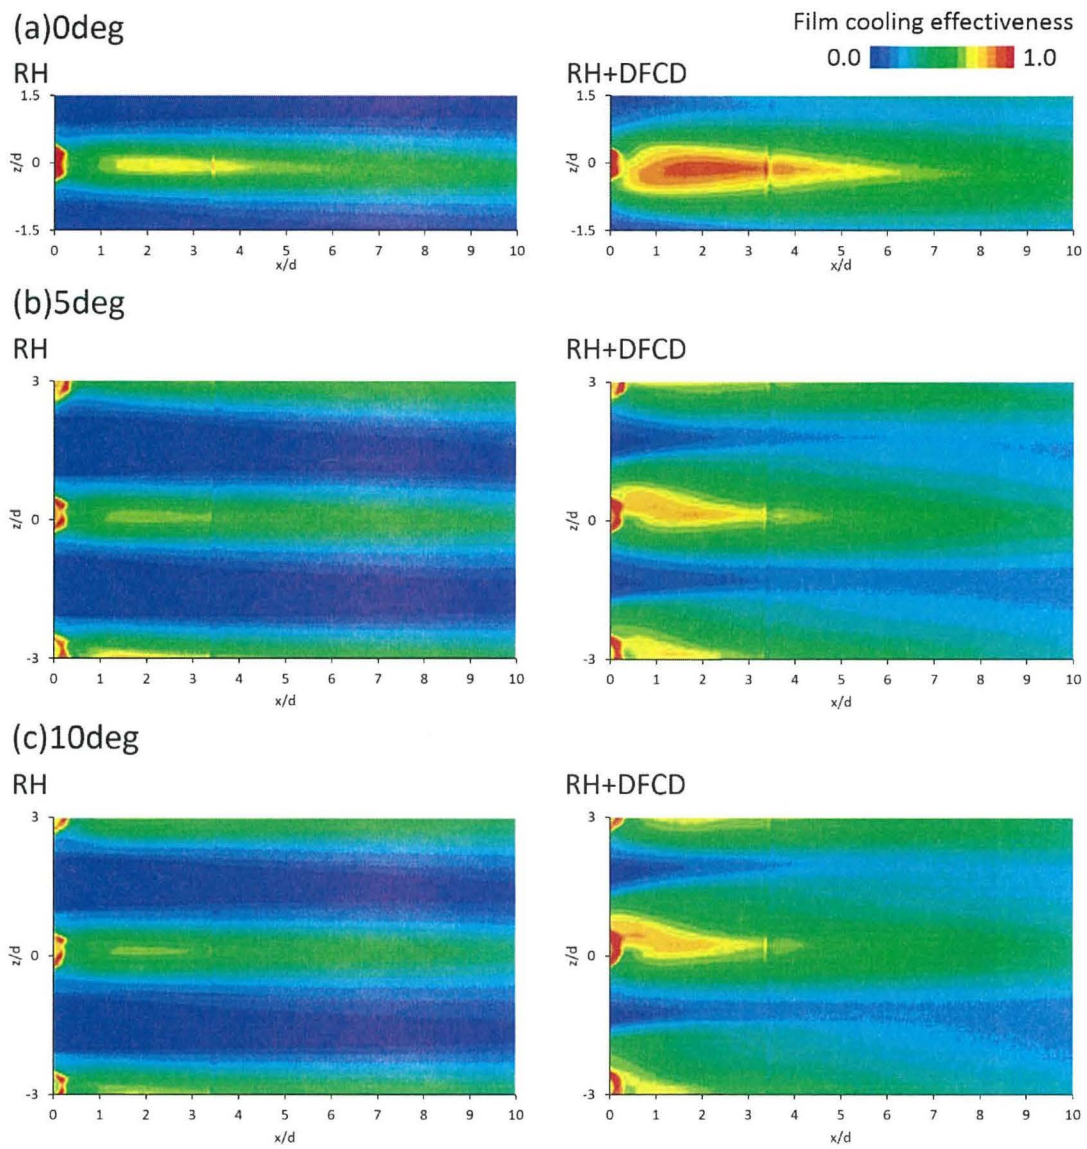 (a)0deg
Film cooling effectiveness
0.0 1.0
RH RH+DFCD
1.5 1.5
z/d 0 z/d 0
-1.5 -1.5
0 1 2 3 4 5 6 7 8 9 10 0 1 2 3 4 5 6 7 8 9 10
x/d x/d
(b)5deg
RH RH+DFCD
3 3
z/d 0 z/d 0
-3 -3
0 1 2 3 4 5 6 7 8 9 10 0 1 2 3 4 5 6 7 8 9 10
x/d x/d
(c)10deg
RH RH+DFCD
3 3
z/d 0 z/d 0
-3 -3
0 1 2 3 4 5 6 7 8 9 10 0 1 2 3 4 5 6 7 8 9 10
x/d x/d